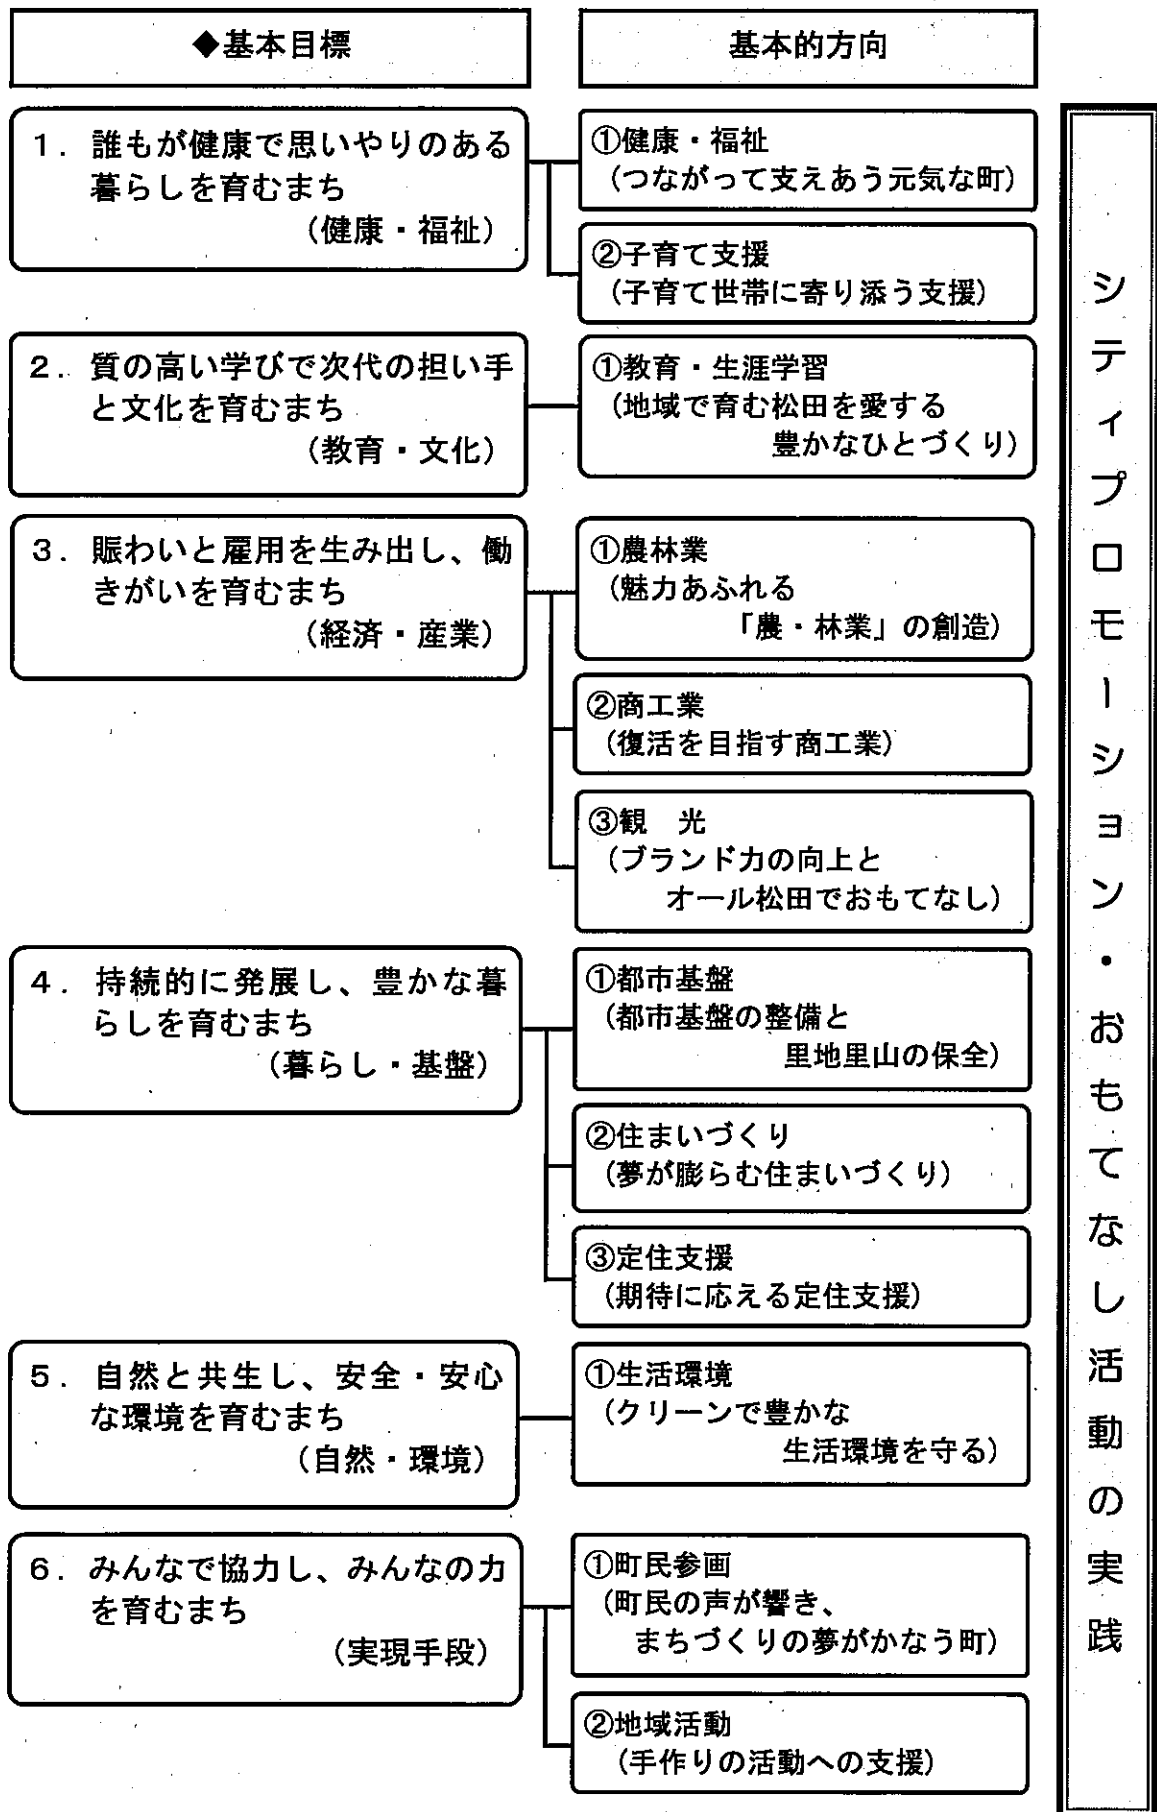 ◆基本目標
基本的方向
1．誰もが健康で思いやりのある
暮らしを育むまち
（健康・福祉）
①健康・福祉
（つながって支えあう元気な町）
②子育て支援
（子育て世帯に寄り添う支援）
2．質の高い学びで次代の担い手
と文化を育むまち
（教育・文化）
①教育・生涯学習
（地域で育む松田を愛する
豊かなひとづくり）
3．賑わいと雇用を生み出し、働
きがいを育むまち
（経済・産業）
①農林業
（魅力あふれる
「農・林業」の創造）
②商工業
（復活を目指す商工業）
③観　光
（ブランド力の向上と
オール松田でおもてなし）
4．持続的に発展し、豊かな暮
らしを育むまち
（暮らし・基盤）
①都市基盤
（都市基盤の整備と
里地里山の保全）
②住まいづくり
（夢が膨らむ住まいづくり）
③定住支援
（期待に応える定住支援）
5．自然と共生し、安全・安心
な環境を育むまち
（自然・環境）
①生活環境
（クリーンで豊かな
生活環境を守る）
6．みんなで協力し、みんなの力
を育むまち
（実現手段）
①町民参画
（町民の声が響き、
まちづくりの夢がかなう町）
②地域活動
（手作りの活動への支援）
シティプロモーション・おもてなし活動の実践